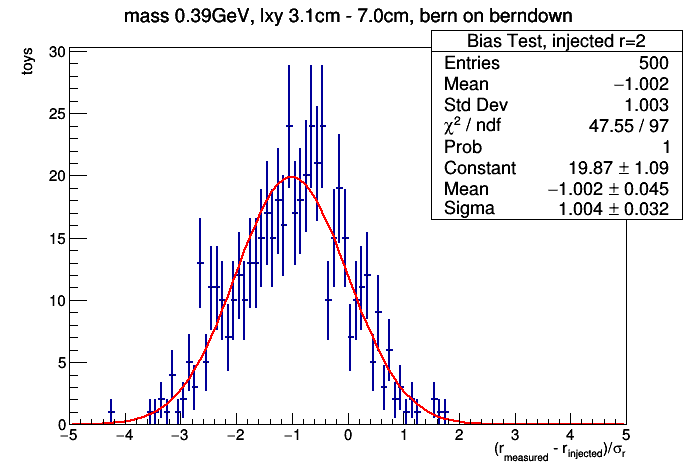 mass 0.39GeV, lxy 3.1cm - 7.0cm, bern on berndown
Bias Test, injected r=2
Entries 500
Mean −1.002
Std Dev 1.003
χ² / ndf 47.55 / 97
Prob 1
Constant 19.87 ± 1.09
Mean −1.002 ± 0.045
Sigma 1.004 ± 0.032
toys
30
25
20
15
10
5
0
−5 −4 −3 −2 −1 0 1 2 3 4 5
(r_measured - r_injected)/σ_r